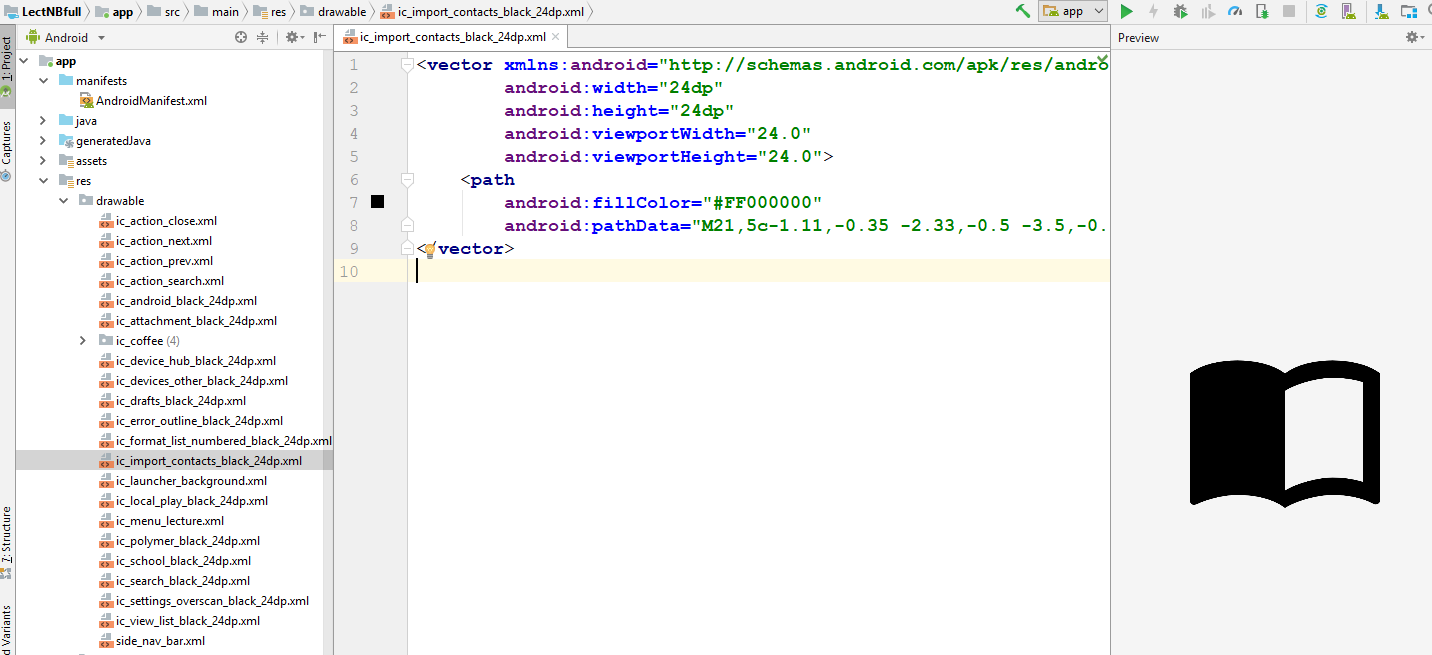 LectNBfull app src main res drawable ic_import_contacts_black_24dp.xml app
Android ic_import_contacts_black_24dp.xml Preview
1: Project
Captures
7: Structure
d Variants
app
manifests
AndroidManifest.xml
java
generatedJava
assets
res
drawable
ic_action_close.xml
ic_action_next.xml
ic_action_prev.xml
ic_action_search.xml
ic_android_black_24dp.xml
ic_attachment_black_24dp.xml
ic_coffee (4)
ic_device_hub_black_24dp.xml
ic_devices_other_black_24dp.xml
ic_drafts_black_24dp.xml
ic_error_outline_black_24dp.xml
ic_format_list_numbered_black_24dp.xml
ic_import_contacts_black_24dp.xml
ic_launcher_background.xml
ic_local_play_black_24dp.xml
ic_menu_lecture.xml
ic_polymer_black_24dp.xml
ic_school_black_24dp.xml
ic_search_black_24dp.xml
ic_settings_overscan_black_24dp.xml
ic_view_list_black_24dp.xml
side_nav_bar.xml
1 <vector xmlns:android="http://schemas.android.com/apk/res/andro
2 android:width="24dp"
3 android:height="24dp"
4 android:viewportWidth="24.0"
5 android:viewportHeight="24.0">
6 <path
7 android:fillColor="#FF000000"
8 android:pathData="M21,5c-1.11,-0.35 -2.33,-0.5 -3.5,-0.
9 </vector>
10